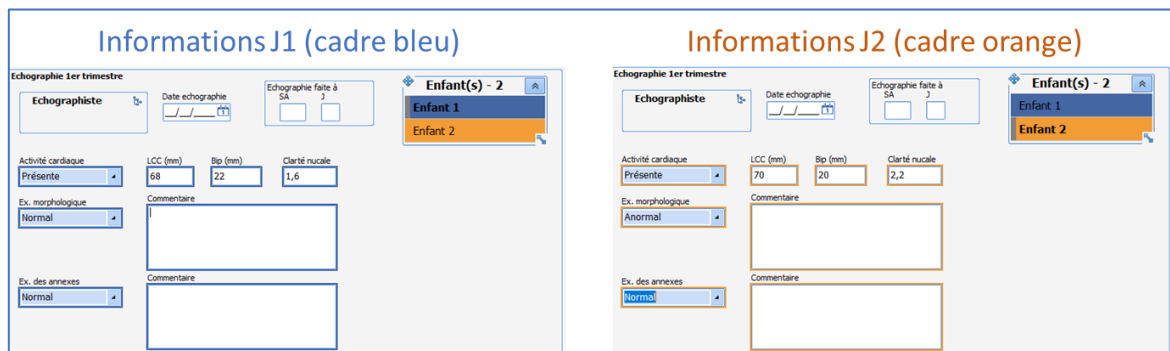 Informations J1 (cadre bleu)
Echographie 1er trimestre
Echographiste
Date echographie
__/__/____
Echographie faite à
SA J
Enfant(s) - 2
Enfant 1
Enfant 2
Activité cardiaque LCC (mm) Bip (mm) Clarté nucale
Présente 68 22 1,6
Ex. morphologique Commentaire
Normal
Ex. des annexes Commentaire
Normal
Informations J2 (cadre orange)
Echographie 1er trimestre
Echographiste
Date echographie
__/__/____
Echographie faite à
SA J
Enfant(s) - 2
Enfant 1
Enfant 2
Activité cardiaque LCC (mm) Bip (mm) Clarté nucale
Présente 70 20 2,2
Ex. morphologique Commentaire
Anormal
Ex. des annexes Commentaire
Normal